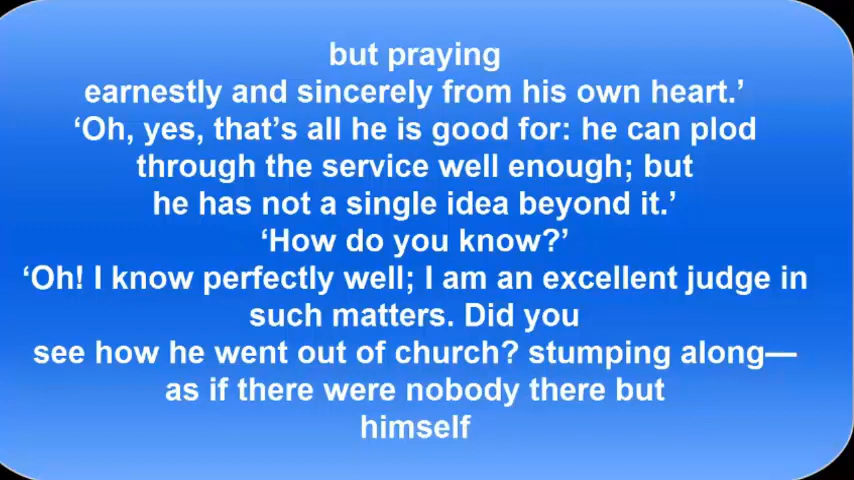 but praying
earnestly and sincerely from his own heart.’
‘Oh, yes, that’s all he is good for: he can plod
through the service well enough; but
he has not a single idea beyond it.’
‘How do you know?’
‘Oh! I know perfectly well; I am an excellent judge in
such matters. Did you
see how he went out of church? stumping along—
as if there were nobody there but
himself